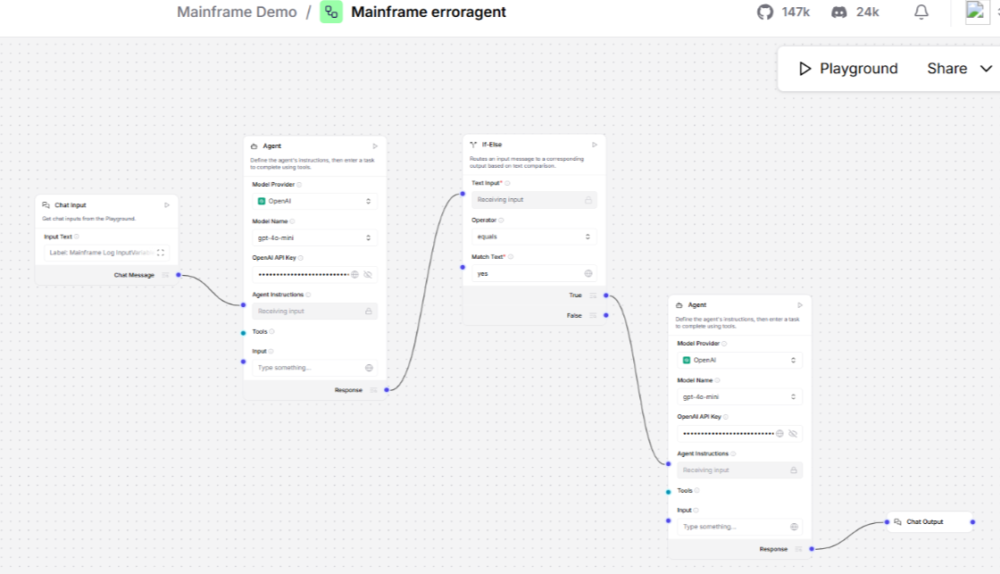 Mainframe Demo / Mainframe erroragent
147k
24k
Playground
Share
Chat Input
Get chat inputs from the Playground.
Input Text
Label: Mainframe Log InputVariable
Chat Message
Agent
Define the agent's instructions, then enter a task
to complete using tools.
Model Provider
OpenAI
Model Name
gpt-4o-mini
OpenAI API Key
•••••••••••••••••••••••••
Agent Instructions
Receiving input
Tools
Input
Type something...
Response
If-Else
Routes an input message to a corresponding
output based on text comparison.
Text Input*
Receiving input
Operator
equals
Match Text*
yes
True
False
Agent
Define the agent's instructions, then enter a task
to complete using tools.
Model Provider
OpenAI
Model Name
gpt-4o-mini
OpenAI API Key
•••••••••••••••••••••••••
Agent Instructions
Receiving input
Tools
Input
Type something...
Response
Chat Output